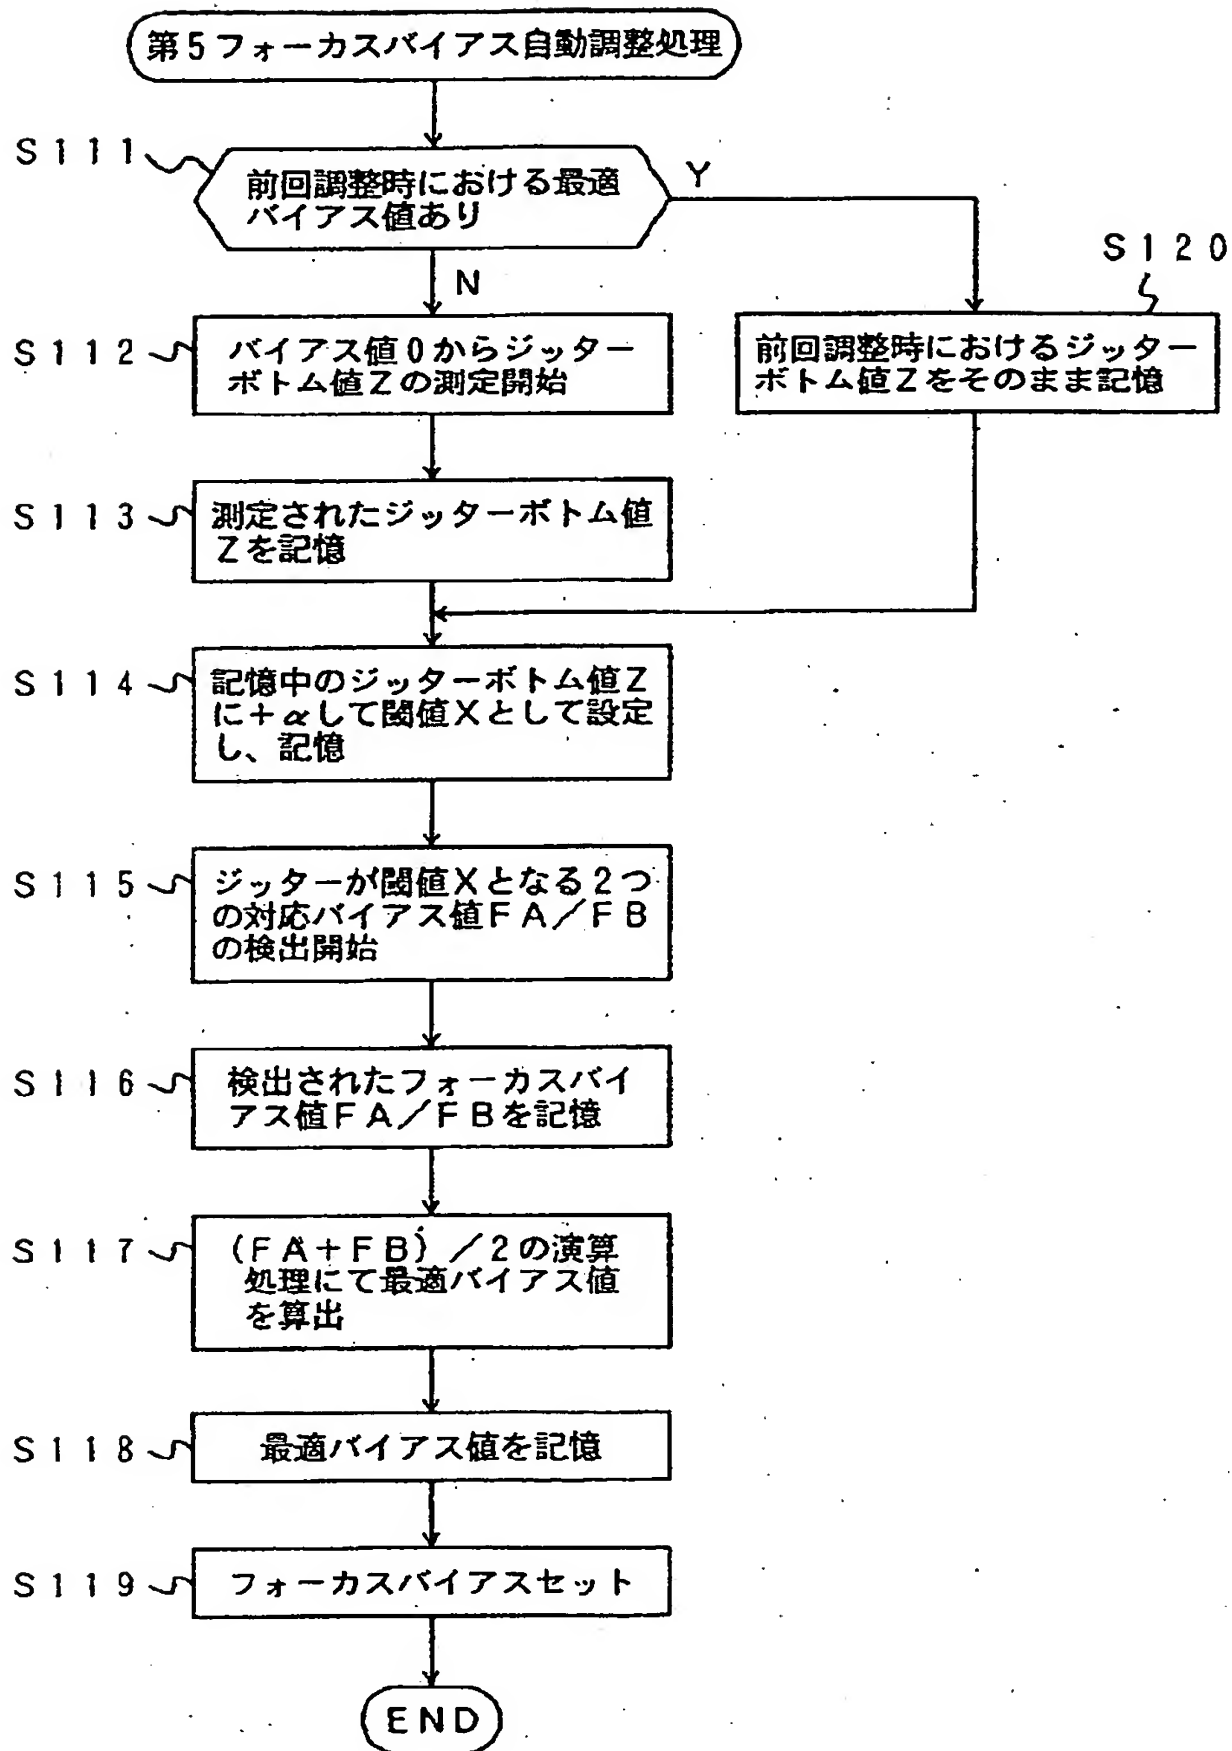 第5フォーカスバイアス自動調整処理
S111
前回調整時における最適
バイアス値あり
Y
N
S120
前回調整時におけるジッター
ボトム値Zをそのまま記憶
S112
バイアス値0からジッター
ボトム値Zの測定開始
S113
測定されたジッターボトム値
Zを記憶
S114
記憶中のジッターボトム値Z
に+αして閾値Xとして設定
し、記憶
S115
ジッターが閾値Xとなる2つ
の対応バイアス値FA/FB
の検出開始
S116
検出されたフォーカスバイ
アス値FA/FBを記憶
S117
(FA+FB)/2の演算
処理にて最適バイアス値
を算出
S118
最適バイアス値を記憶
S119
フォーカスバイアスセット
END